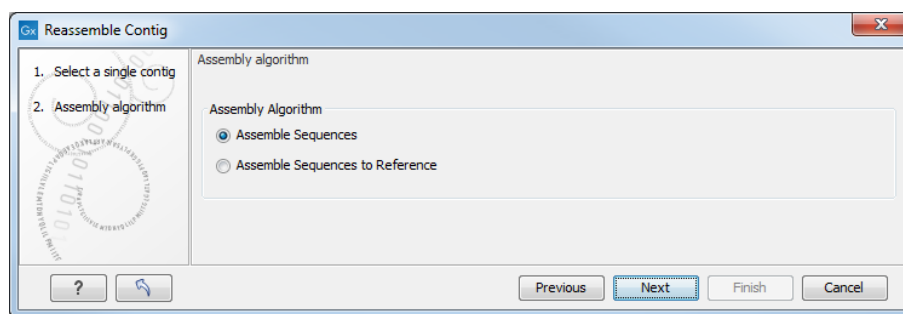 Gx Reassemble Contig
1. Select a single contig
2. Assembly algorithm
Assembly algorithm
Assembly Algorithm
Assemble Sequences
Assemble Sequences to Reference
?
Previous
Next
Finish
Cancel